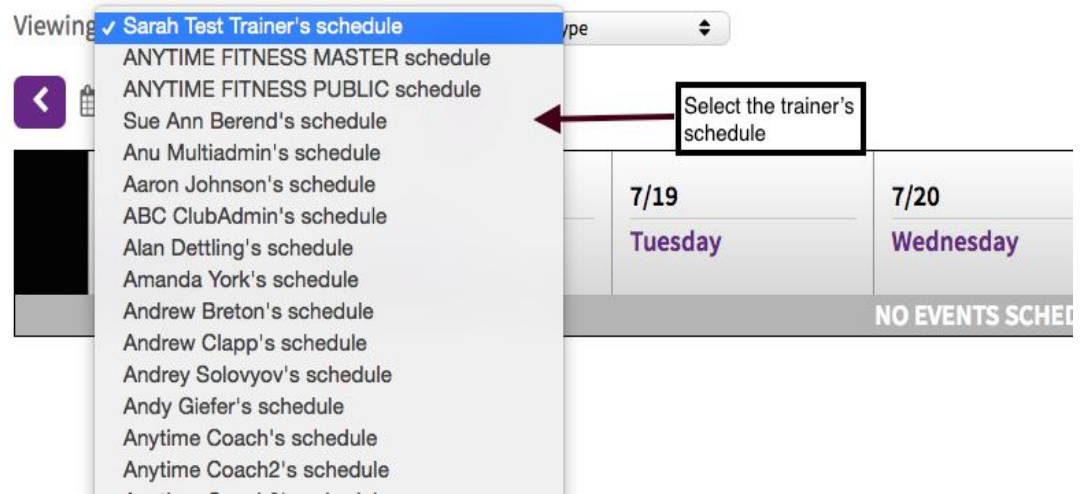 Viewing ✓ Sarah Test Trainer's schedule ype
ANYTIME FITNESS MASTER schedule
ANYTIME FITNESS PUBLIC schedule
Sue Ann Berend's schedule
Anu Multiadmin's schedule
Aaron Johnson's schedule
ABC ClubAdmin's schedule
Alan Dettling's schedule
Amanda York's schedule
Andrew Breton's schedule
Andrew Clapp's schedule
Andrey Solovyov's schedule
Andy Giefer's schedule
Anytime Coach's schedule
Anytime Coach2's schedule
Select the trainer's
schedule
7/19
Tuesday
7/20
Wednesday
NO EVENTS SCHED